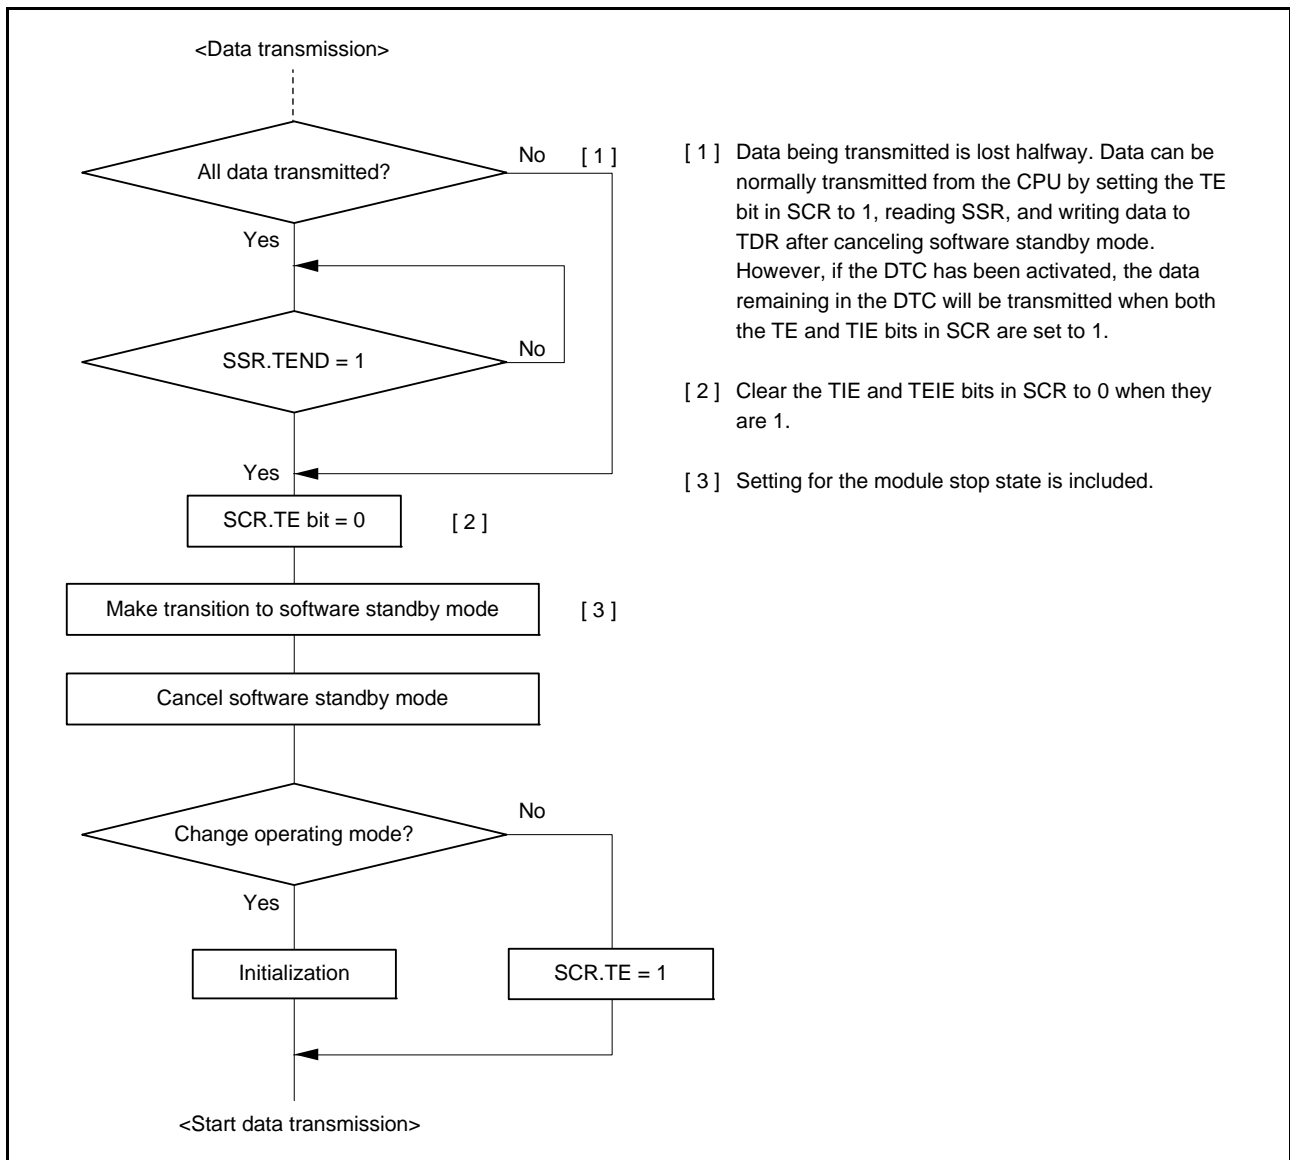 <Data transmission>
All data transmitted?
No [ 1 ]
Yes
SSR.TEND = 1
No
Yes
SCR.TE bit = 0 [ 2 ]
Make transition to software standby mode [ 3 ]
Cancel software standby mode
Change operating mode?
No
Yes
Initialization
SCR.TE = 1
<Start data transmission>
[ 1 ] Data being transmitted is lost halfway. Data can be
normally transmitted from the CPU by setting the TE
bit in SCR to 1, reading SSR, and writing data to
TDR after canceling software standby mode.
However, if the DTC has been activated, the data
remaining in the DTC will be transmitted when both
the TE and TIE bits in SCR are set to 1.
[ 2 ] Clear the TIE and TEIE bits in SCR to 0 when they
are 1.
[ 3 ] Setting for the module stop state is included.